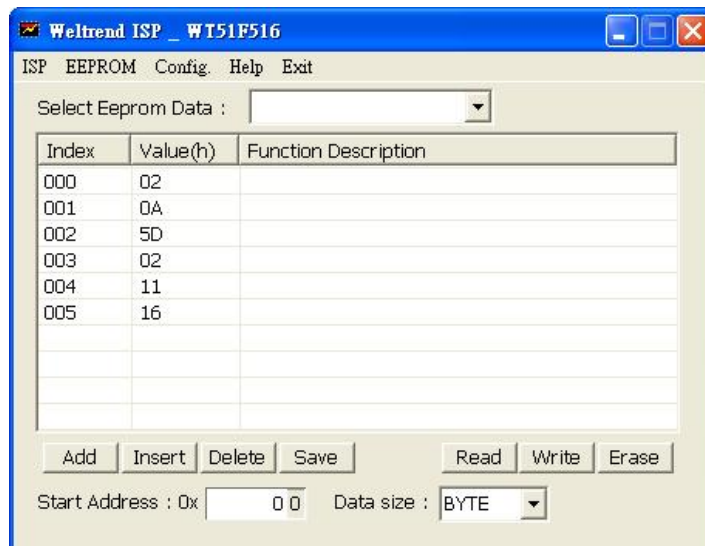 Weltrend ISP _ WT51F516
ISP EEPROM Config. Help Exit
Select Eeprom Data :
Index Value(h) Function Description
000 02
001 0A
002 5D
003 02
004 11
005 16
Add Insert Delete Save Read Write Erase
Start Address : 0x 0 0 Data size : BYTE